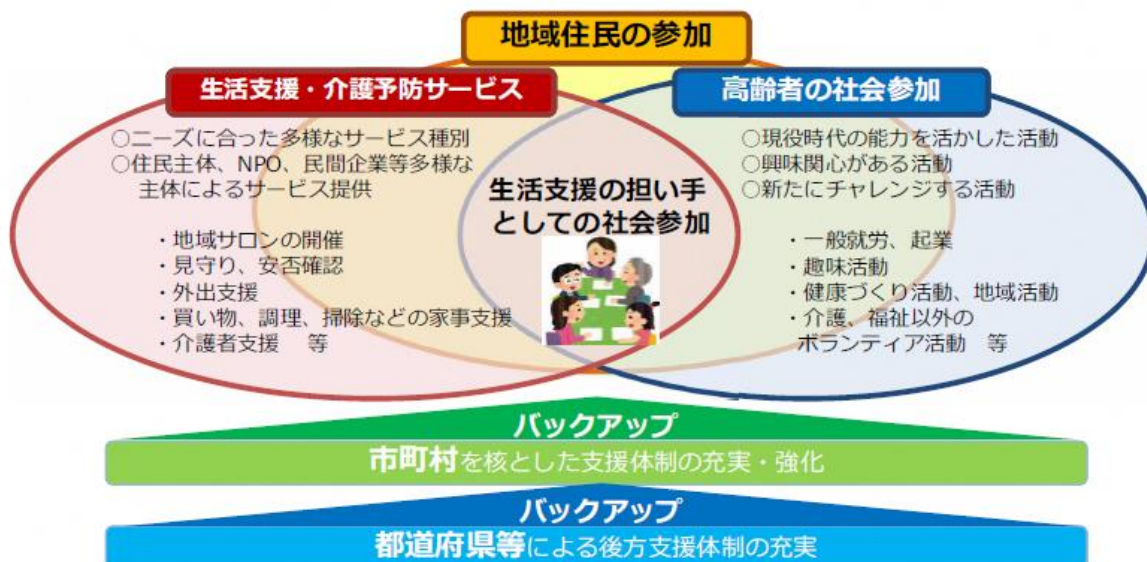 地域住民の参加
生活支援・介護予防サービス
○ニーズに合った多様なサービス種別
○住民主体、NPO、民間企業等多様な
主体によるサービス提供
・地域サロンの開催
・見守り、安否確認
・外出支援
・買い物、調理、掃除などの家事支援
・介護者支援 等
生活支援の担い手
としての社会参加
高齢者の社会参加
○現役時代の能力を活かした活動
○興味関心がある活動
○新たにチャレンジする活動
・一般就労、起業
・趣味活動
・健康づくり活動、地域活動
・介護、福祉以外の
ボランティア活動 等
バックアップ
市町村を核とした支援体制の充実・強化
バックアップ
都道府県等による後方支援体制の充実